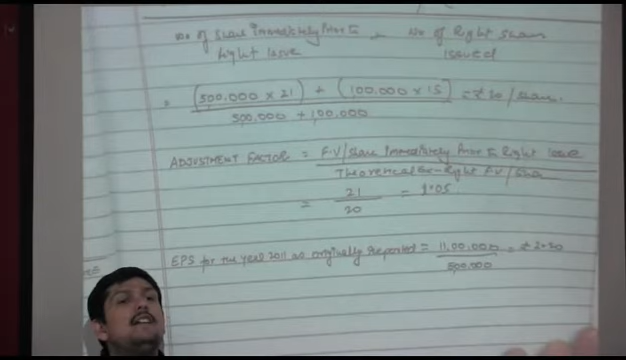 No of share immediately Prior to + No of Right Shares
Right Issue issued
= (500,000 × 21) + (100,000 × 15) = ₹ 20/share.
500,000 + 100,000
ADJUSTMENT FACTOR = F.V/Share Immediately Prior to Right Issue
Theoretical Ex-Right F.V/Share
= 21 = 1.05
20
EPS for the year 2011 as originally Reported = 11,00,000 = ₹ 2.20
500,000